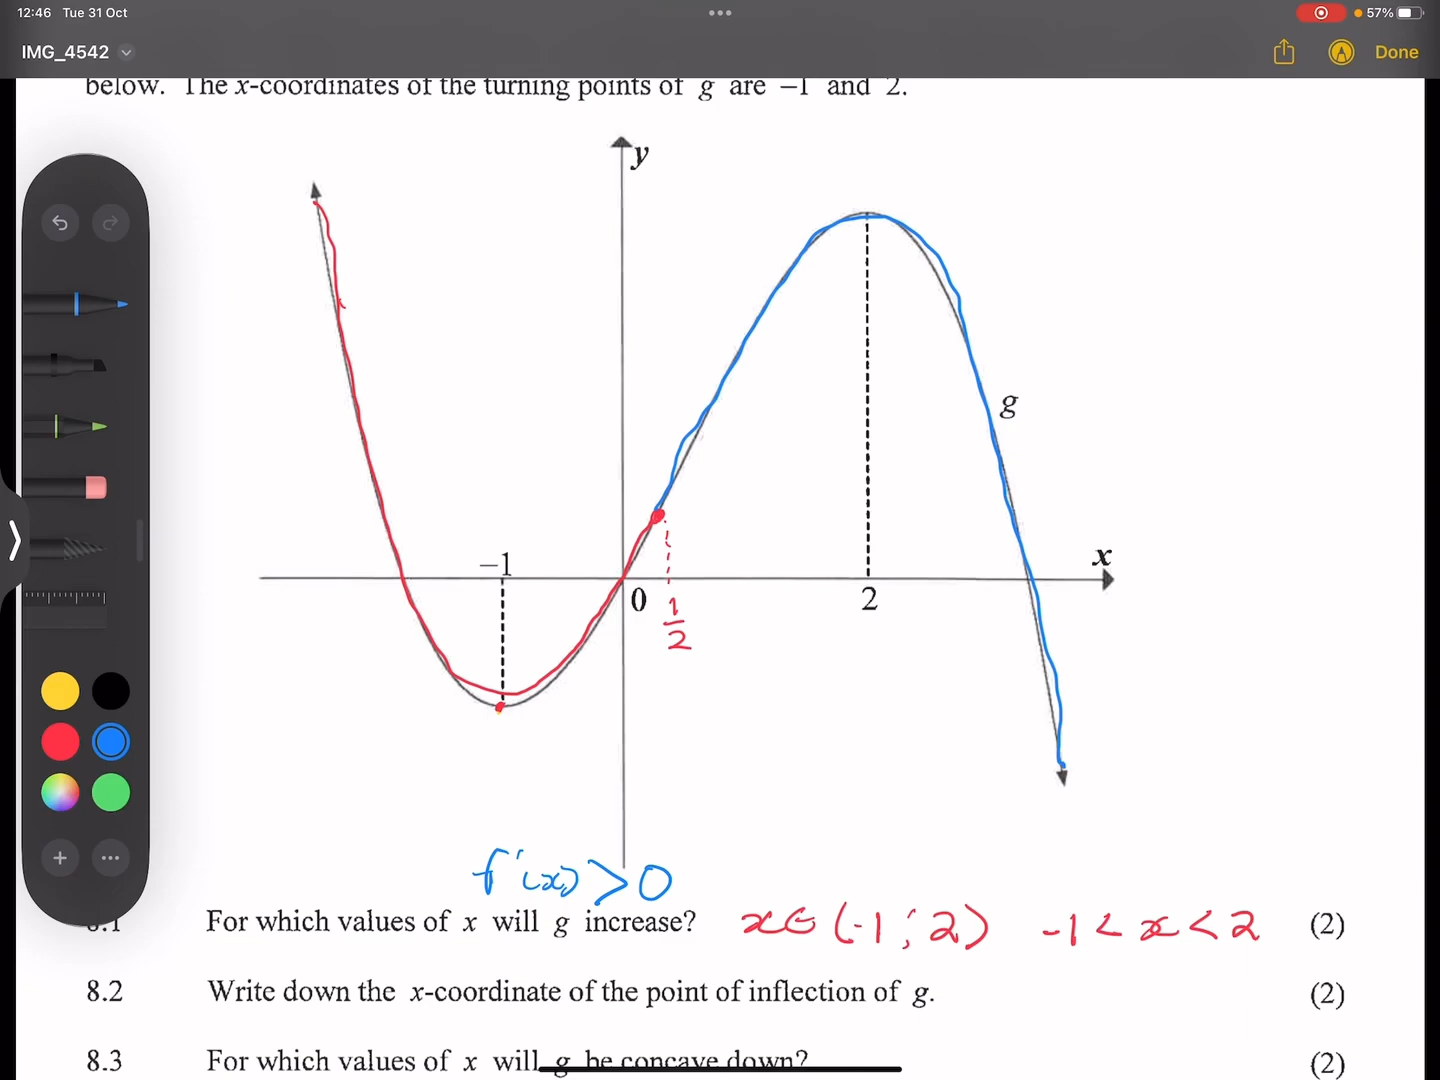 12:46 Tue 31 Oct
57%
IMG_4542
Done
below. The x-coordinates of the turning points of g are −1 and 2.
y
g
−1
x
0
2
1
2
f'(x) > 0
8.1 For which values of x will g increase? x∈(-1 ; 2) -1 < x < 2 (2)
8.2 Write down the x-coordinate of the point of inflection of g. (2)
8.3 For which values of x will g be concave down? (2)